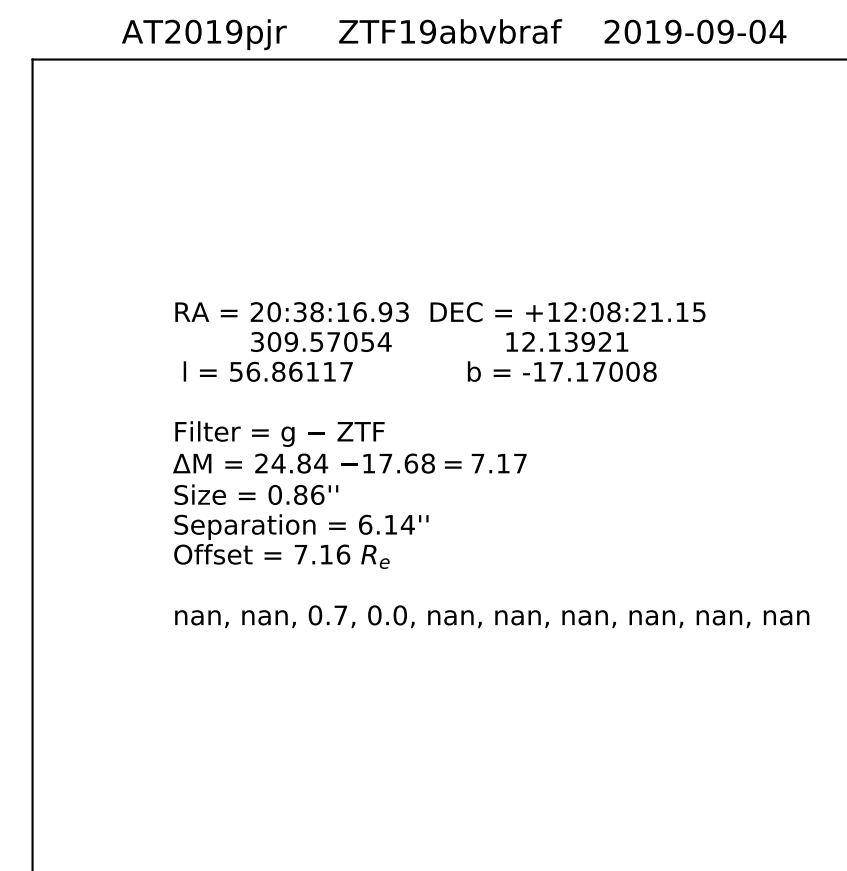 AT2019pjr ZTF19abvbraf 2019-09-04
RA = 20:38:16.93 DEC = +12:08:21.15
309.57054 12.13921
l = 56.86117 b = -17.17008
Filter = g − ZTF
ΔM = 24.84 −17.68 = 7.17
Size = 0.86''
Separation = 6.14''
Offset = 7.16 Re
nan, nan, 0.7, 0.0, nan, nan, nan, nan, nan, nan